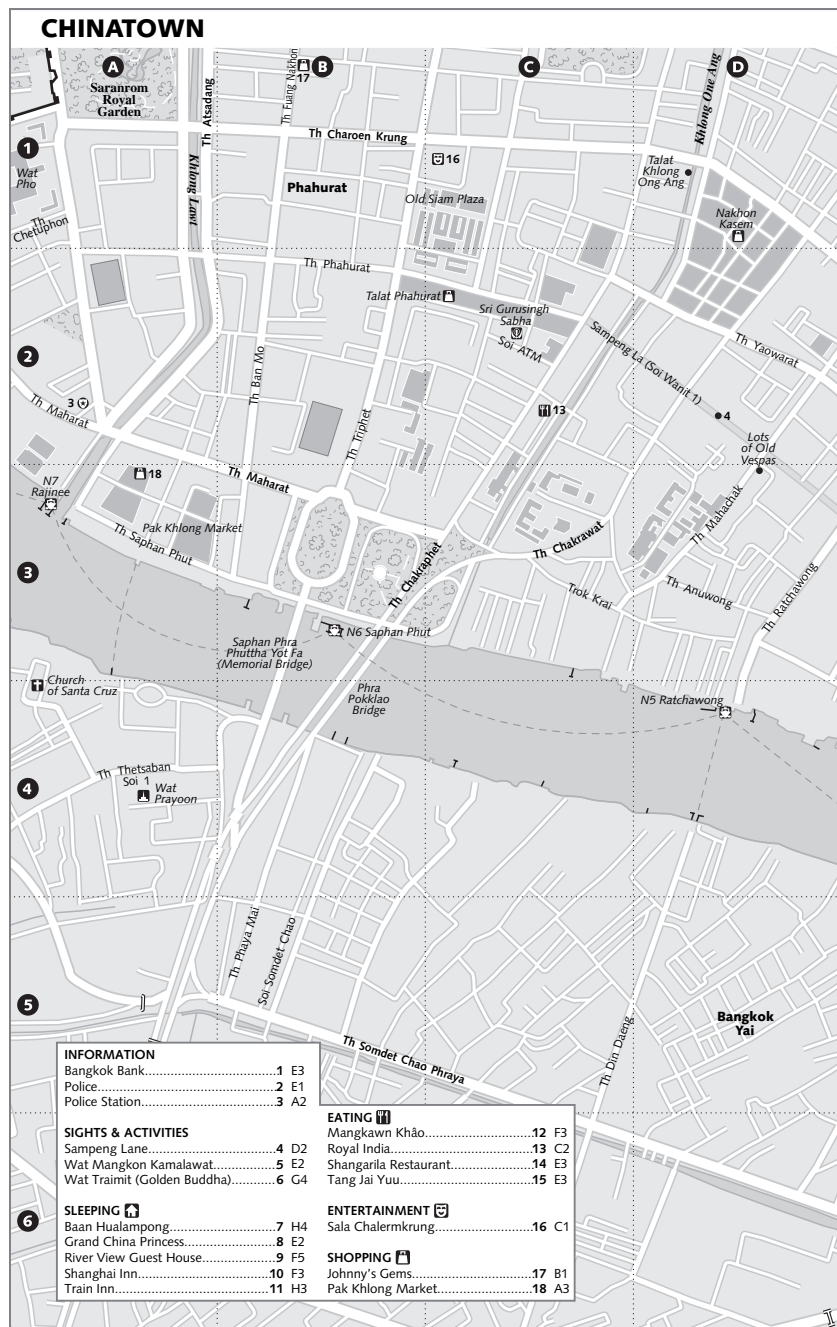 CHINATOWN
A
B
C
D
Saranrom
Royal
Garden
17
Th Fuang Nakhon
Th Atsadang
Khlong One Ang
Th Charoen Krung
1
Wat
Pho
Khlong Lawt
Phahurat
16
Talat
Khlong
Ong Ang
Old Siam Plaza
Nakhon
Kasem
Th
Chetuphon
Th Phahurat
Talat Phahurat
Sri Gurusingh
Sabha
Soi ATM
Sampeng La (Soi Wanit 1)
Th Yaowarat
2
Th Ban Mo
3
Th Maharat
13
4
Th Triphet
Lots
of Old
Vespas
N7
Rajinee
18
Th Maharat
Th Mahachak
Pak Khlong Market
Th Saphan Phut
Th Chakrawat
3
Th Chakraphet
Trok Krai
Th Anuwong
Th Ratchawong
N6 Saphan Phut
Saphan Phra
Phuttha Yot Fa
(Memorial Bridge)
Church
of Santa Cruz
Phra
Pokklao
Bridge
N5 Ratchawong
Th Thetsaban
Soi 1
4
Wat
Prayoon
Th Phaya Mai
Soi Somdet Chao
5
Bangkok
Yai
Th Somdet Chao Phraya
Th Din Daeng
6
INFORMATION
Bangkok Bank..........................1 E3
Police.......................................2 E1
Police Station............................3 A2
SIGHTS & ACTIVITIES
Sampeng Lane..........................4 D2
Wat Mangkon Kamalawat.........5 E2
Wat Traimit (Golden Buddha)....6 G4
SLEEPING
Baan Hualampong.....................7 H4
Grand China Princess.................8 E2
River View Guest House.............9 F5
Shanghai Inn...........................10 F3
Train Inn..................................11 H3
EATING
Mangkawn Khâo.....................12 F3
Royal India..............................13 C2
Shangarila Restaurant..............14 E3
Tang Jai Yuu............................15 E3
ENTERTAINMENT
Sala Chalermkrung...................16 C1
SHOPPING
Johnny's Gems........................17 B1
Pak Khlong Market..................18 A3